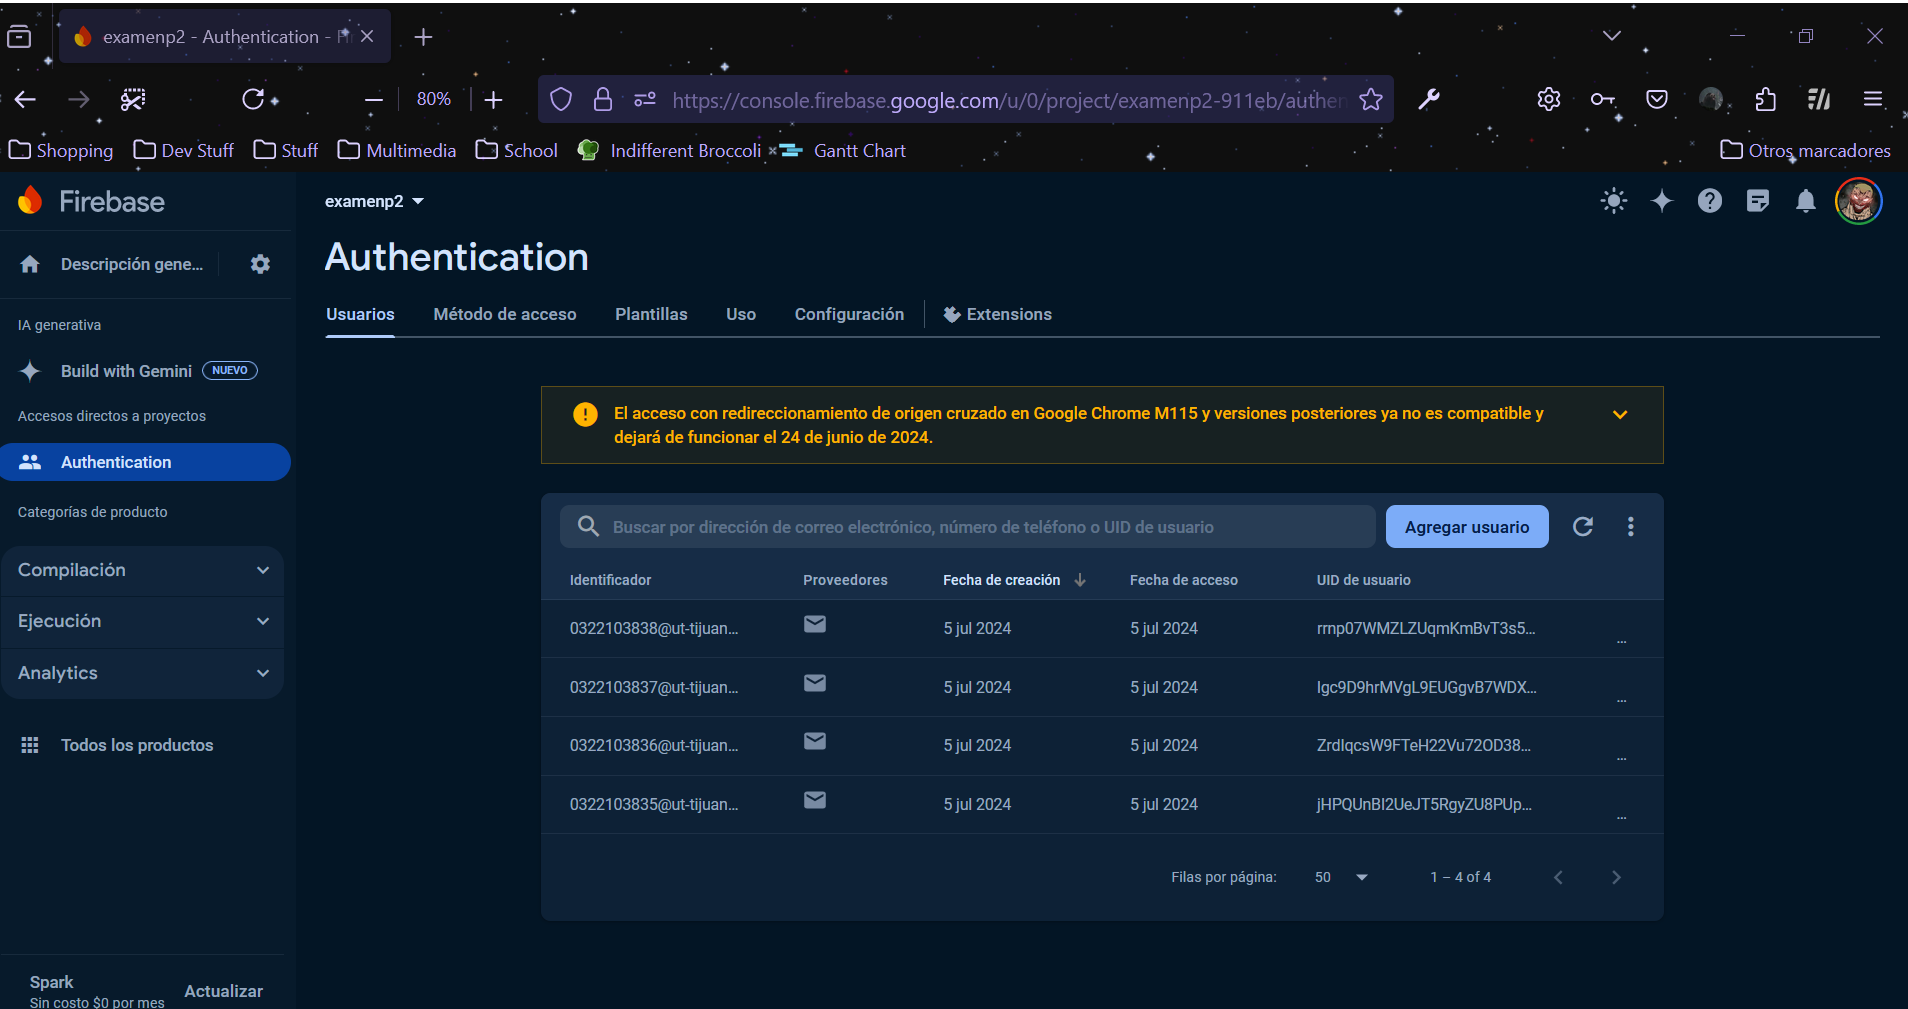 examenp2 - Authentication - Fir
80%
https://console.firebase.google.com/u/0/project/examenp2-911eb/authen
Shopping
Dev Stuff
Stuff
Multimedia
School
Indifferent Broccoli
Gantt Chart
Otros marcadores
Firebase
examenp2
Descripción gene...
Authentication
Usuarios
Método de acceso
Plantillas
Uso
Configuración
Extensions
IA generativa
Build with Gemini
NUEVO
Accesos directos a proyectos
Authentication
Categorías de producto
Compilación
Ejecución
Analytics
Todos los productos
El acceso con redireccionamiento de origen cruzado en Google Chrome M115 y versiones posteriores ya no es compatible y
dejará de funcionar el 24 de junio de 2024.
Buscar por dirección de correo electrónico, número de teléfono o UID de usuario
Agregar usuario
Identificador Proveedores Fecha de creación Fecha de acceso UID de usuario
0322103838@ut-tijuan... 5 jul 2024 5 jul 2024 rrnp07WMZLZUqmKmBvT3s5... ...
0322103837@ut-tijuan... 5 jul 2024 5 jul 2024 Igc9D9hrMVgL9EUGgvB7WDX... ...
0322103836@ut-tijuan... 5 jul 2024 5 jul 2024 ZrdIqcsW9FTeH22Vu72OD38... ...
0322103835@ut-tijuan... 5 jul 2024 5 jul 2024 jHPQUnBI2UeJT5RgyZU8PUp... ...
Filas por página: 50 1 – 4 of 4
Spark
Sin costo $0 por mes
Actualizar